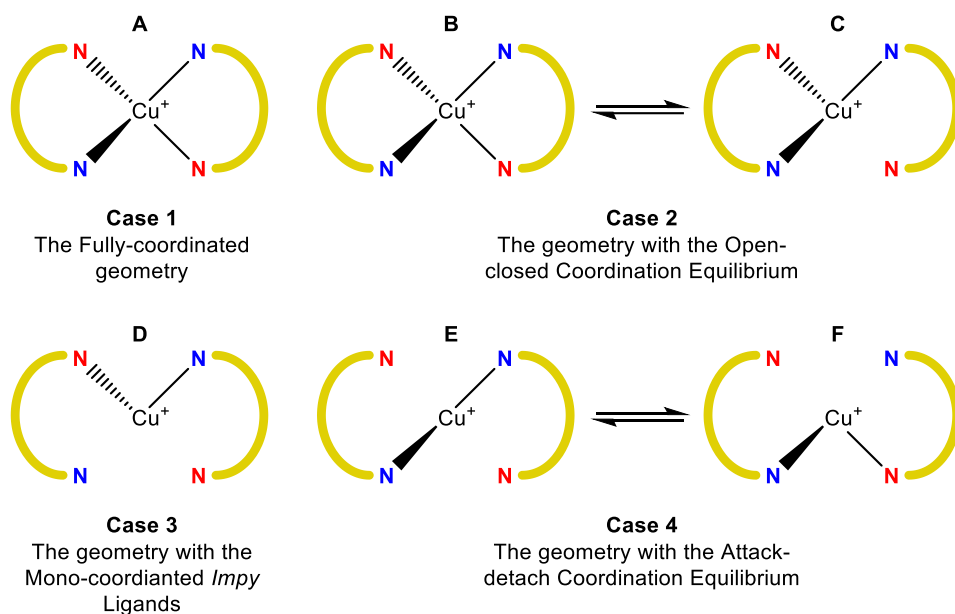 A
B
C
N N N N N N
Cu+ Cu+ Cu+
N N N N N N
Case 1
The Fully-coordinated
geometry
Case 2
The geometry with the Open-
closed Coordination Equilibrium
D
E
F
N N N N N N
Cu+ Cu+ Cu+
N N N N N N
Case 3
The geometry with the
Mono-coordianted Impy
Ligands
Case 4
The geometry with the Attack-
detach Coordination Equilibrium